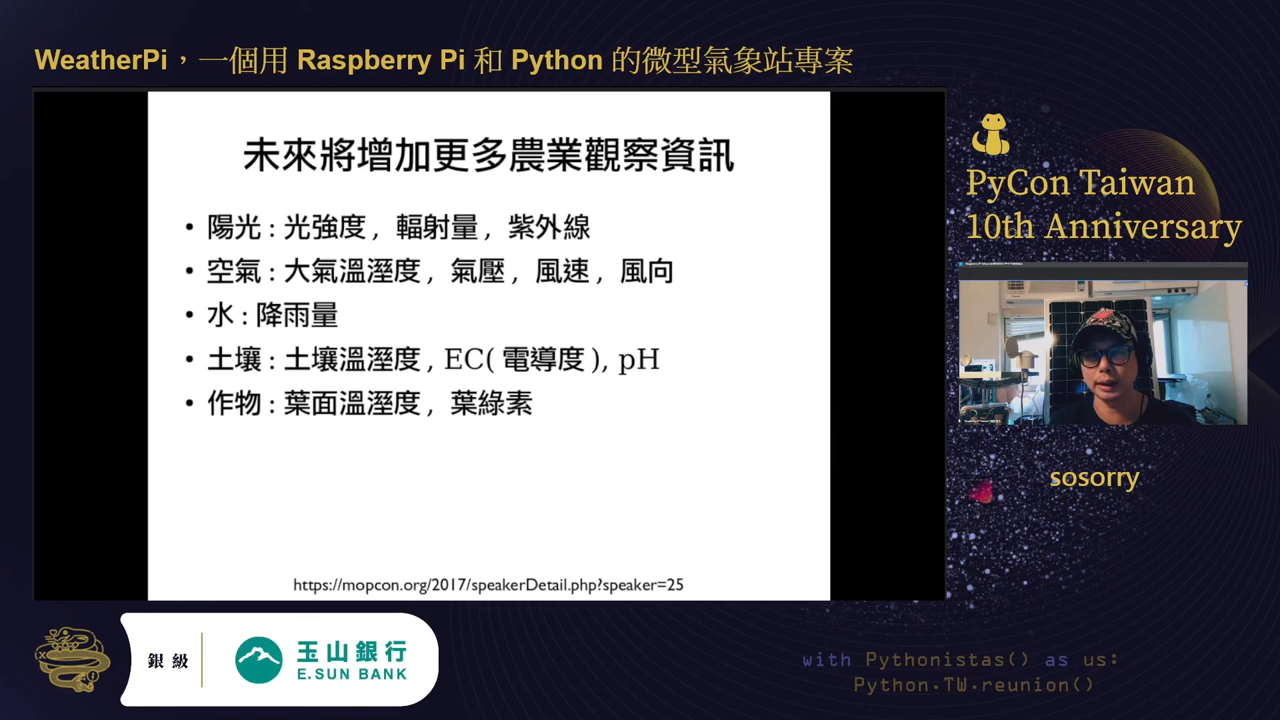 WeatherPi，一個用 Raspberry Pi 和 Python 的微型氣象站專案
未來將增加更多農業觀察資訊
• 陽光 : 光強度 , 輻射量 , 紫外線
• 空氣 : 大氣溫溼度 , 氣壓 , 風速 , 風向
• 水 : 降雨量
• 土壤 : 土壤溫溼度 , EC( 電導度 ), pH
• 作物 : 葉面溫溼度 , 葉綠素
https://mopcon.org/2017/speakerDetail.php?speaker=25
PyCon Taiwan
10th Anniversary
sosorry
銀級
玉山銀行
E.SUN BANK
with Pythonistas() as us:
Python.TW.reunion()